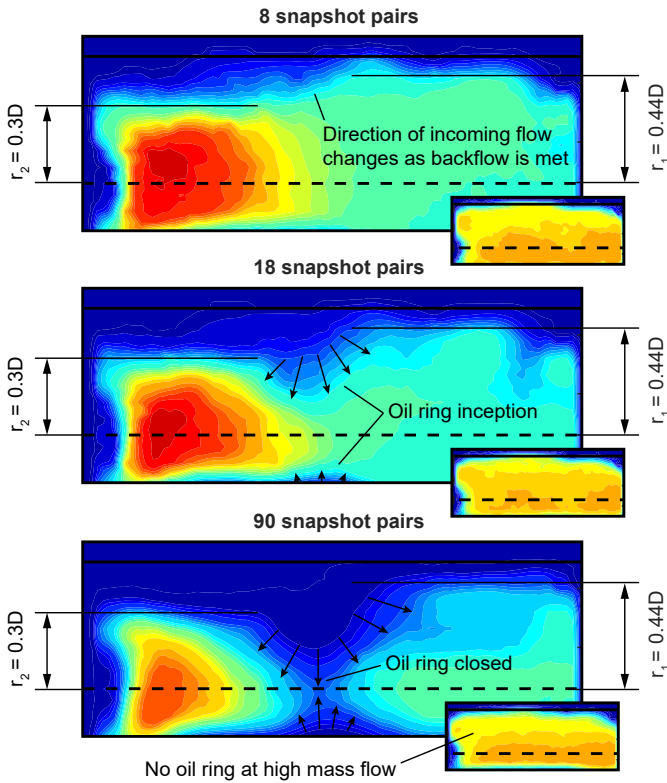 8 snapshot pairs
r2 = 0.3D
r1 = 0.44D
Direction of incoming flow
changes as backflow is met
18 snapshot pairs
r2 = 0.3D
r1 = 0.44D
Oil ring inception
90 snapshot pairs
r2 = 0.3D
r1 = 0.44D
Oil ring closed
No oil ring at high mass flow